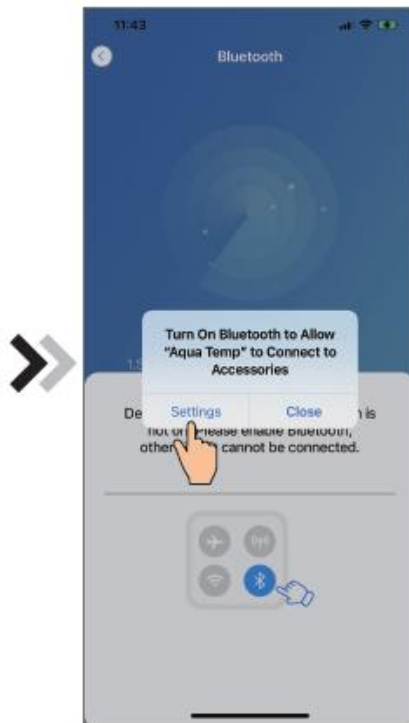 11:43
Bluetooth
Turn On Bluetooth to Allow
"Aqua Temp" to Connect to
Accessories
Settings
Close
De
n is
not on
Please enable Bluetooth,
other
cannot be connected.